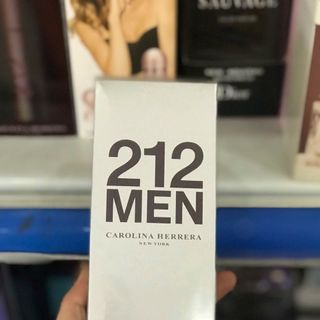 SAUVAGE
Dior
212
MEN
CAROLINA HERRERA
NEW YORK